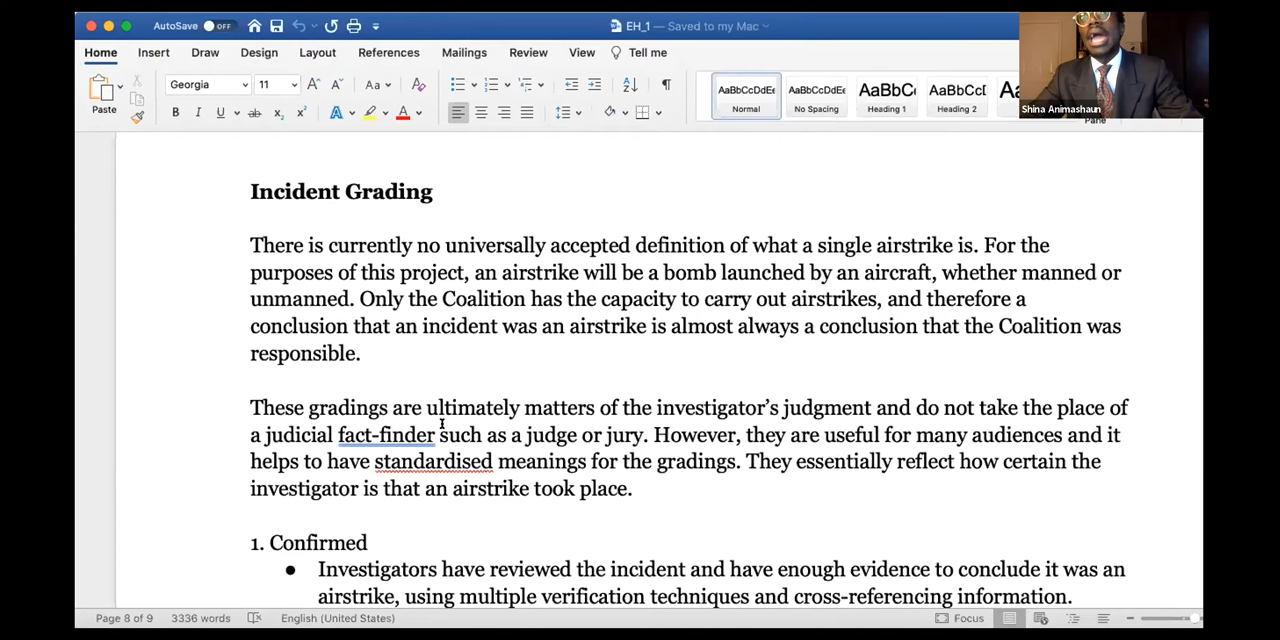 AutoSave OFF
EH_1 — Saved to my Mac
Home Insert Draw Design Layout References Mailings Review View Tell me
Georgia 11
Paste
AaBbCcDdEe AaBbCcDdEe AaBbC( AaBbCcD
Normal No Spacing Heading 1 Heading 2
Pane
Shina Animashaun
Incident Grading
There is currently no universally accepted definition of what a single airstrike is. For the
purposes of this project, an airstrike will be a bomb launched by an aircraft, whether manned or
unmanned. Only the Coalition has the capacity to carry out airstrikes, and therefore a
conclusion that an incident was an airstrike is almost always a conclusion that the Coalition was
responsible.
These gradings are ultimately matters of the investigator's judgment and do not take the place of
a judicial fact-finder such as a judge or jury. However, they are useful for many audiences and it
helps to have standardised meanings for the gradings. They essentially reflect how certain the
investigator is that an airstrike took place.
1. Confirmed
● Investigators have reviewed the incident and have enough evidence to conclude it was an
airstrike, using multiple verification techniques and cross-referencing information.
Page 8 of 9 3336 words English (United States) Focus